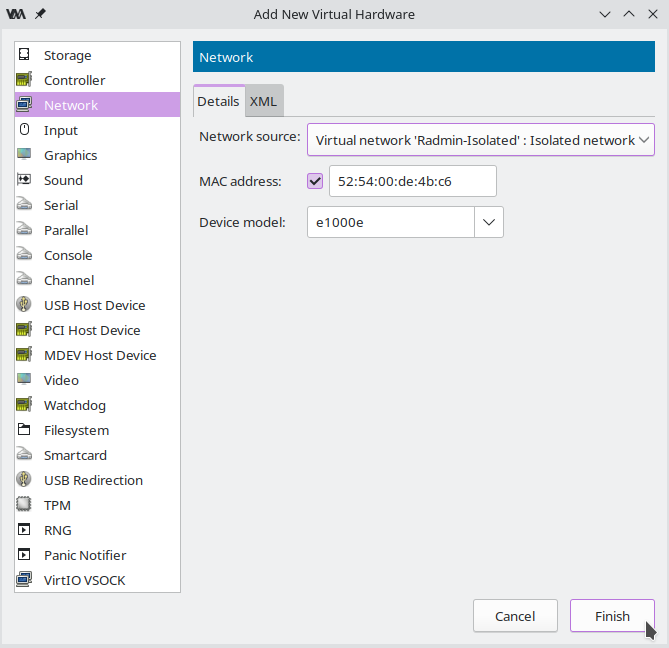 Add New Virtual Hardware
Storage
Controller
Network
Input
Graphics
Sound
Serial
Parallel
Console
Channel
USB Host Device
PCI Host Device
MDEV Host Device
Video
Watchdog
Filesystem
Smartcard
USB Redirection
TPM
RNG
Panic Notifier
VirtIO VSOCK
Network
Details XML
Network source: Virtual network 'Radmin-Isolated' : Isolated network
MAC address: 52:54:00:de:4b:c6
Device model: e1000e
Cancel Finish